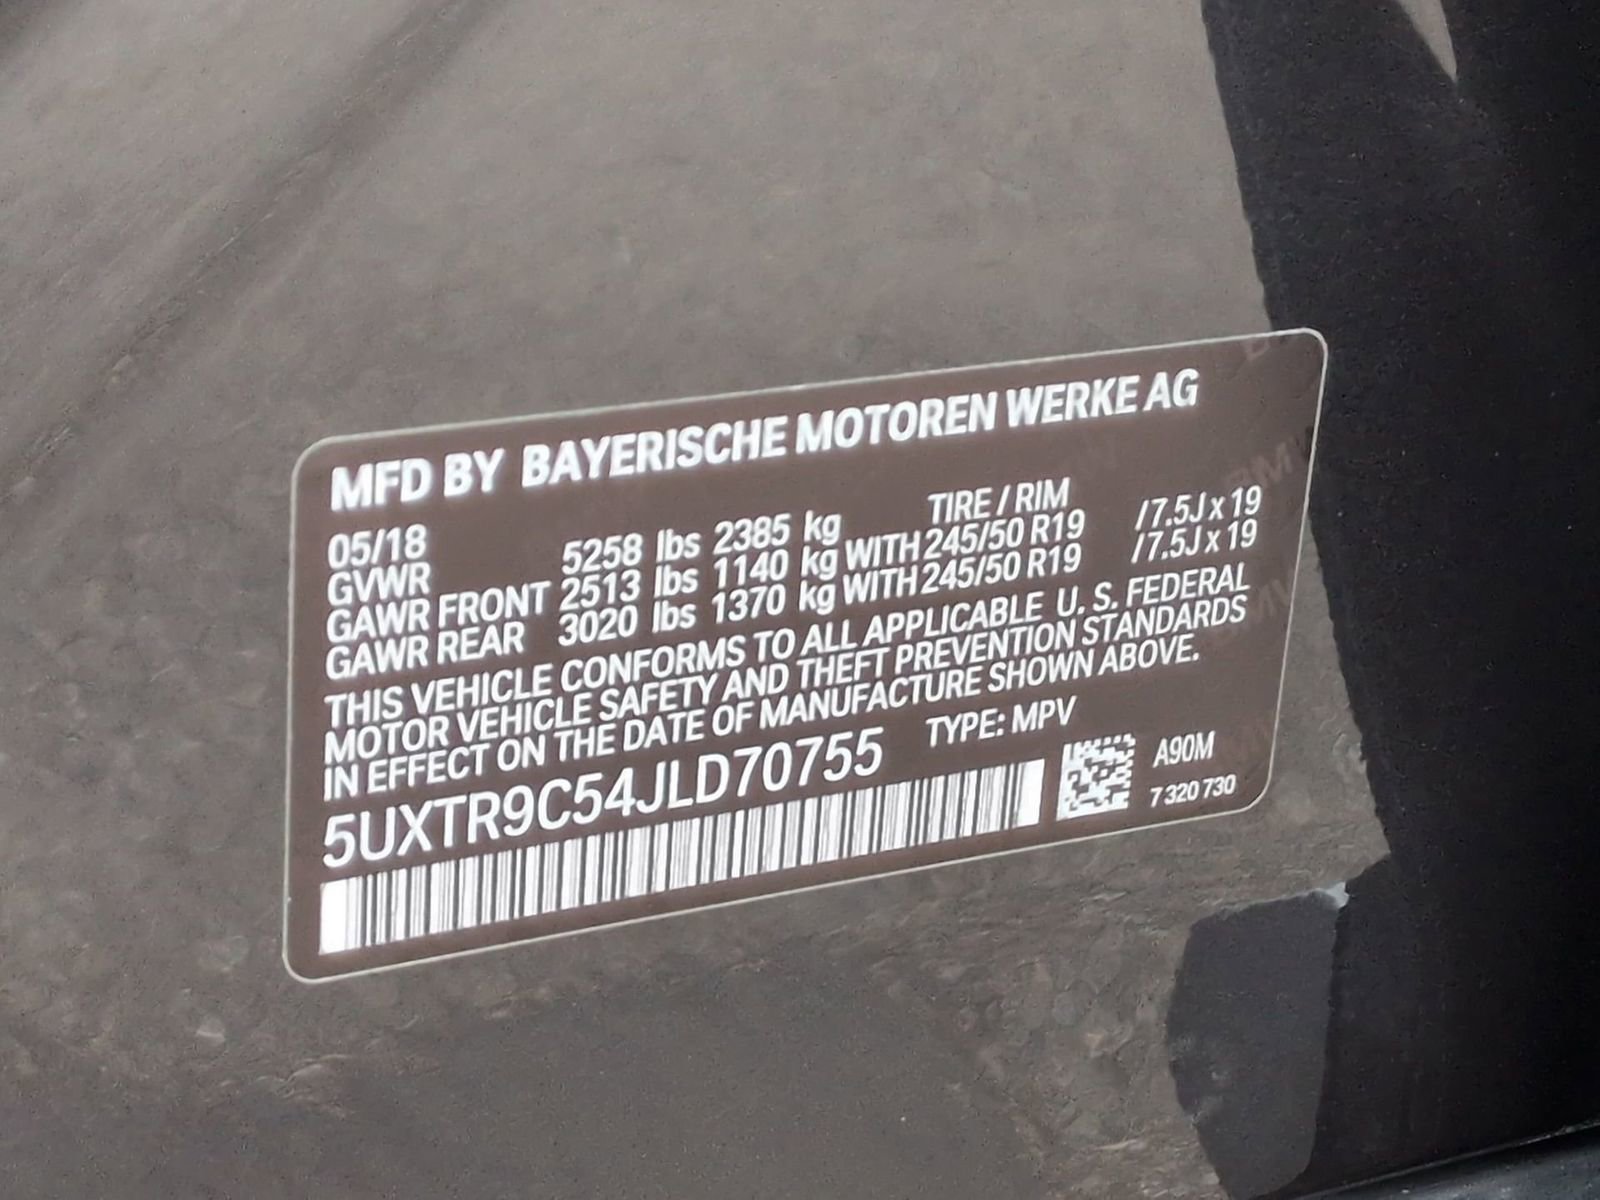 MFD BY BAYERISCHE MOTOREN WERKE AG
05/18 TIRE / RIM
GVWR 5258 lbs 2385 kg
GAWR FRONT 2513 lbs 1140 kg WITH 245/50 R19 /7.5J x 19
GAWR REAR 3020 lbs 1370 kg WITH 245/50 R19 /7.5J x 19
THIS VEHICLE CONFORMS TO ALL APPLICABLE U. S. FEDERAL
MOTOR VEHICLE SAFETY AND THEFT PREVENTION STANDARDS
IN EFFECT ON THE DATE OF MANUFACTURE SHOWN ABOVE.
5UXTR9C54JLD70755 TYPE: MPV
A90M
7 320 730